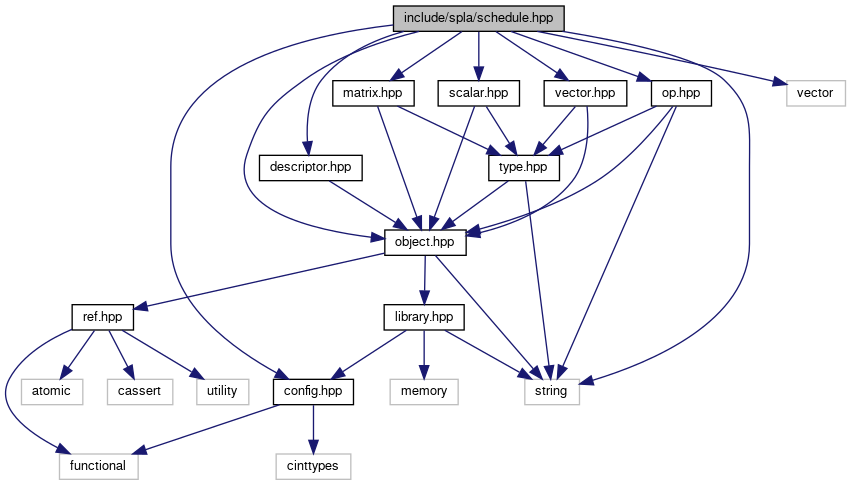 include/spla/schedule.hpp
matrix.hpp
scalar.hpp
vector.hpp
op.hpp
vector
descriptor.hpp
type.hpp
object.hpp
ref.hpp
library.hpp
atomic
cassert
utility
config.hpp
memory
string
functional
cinttypes